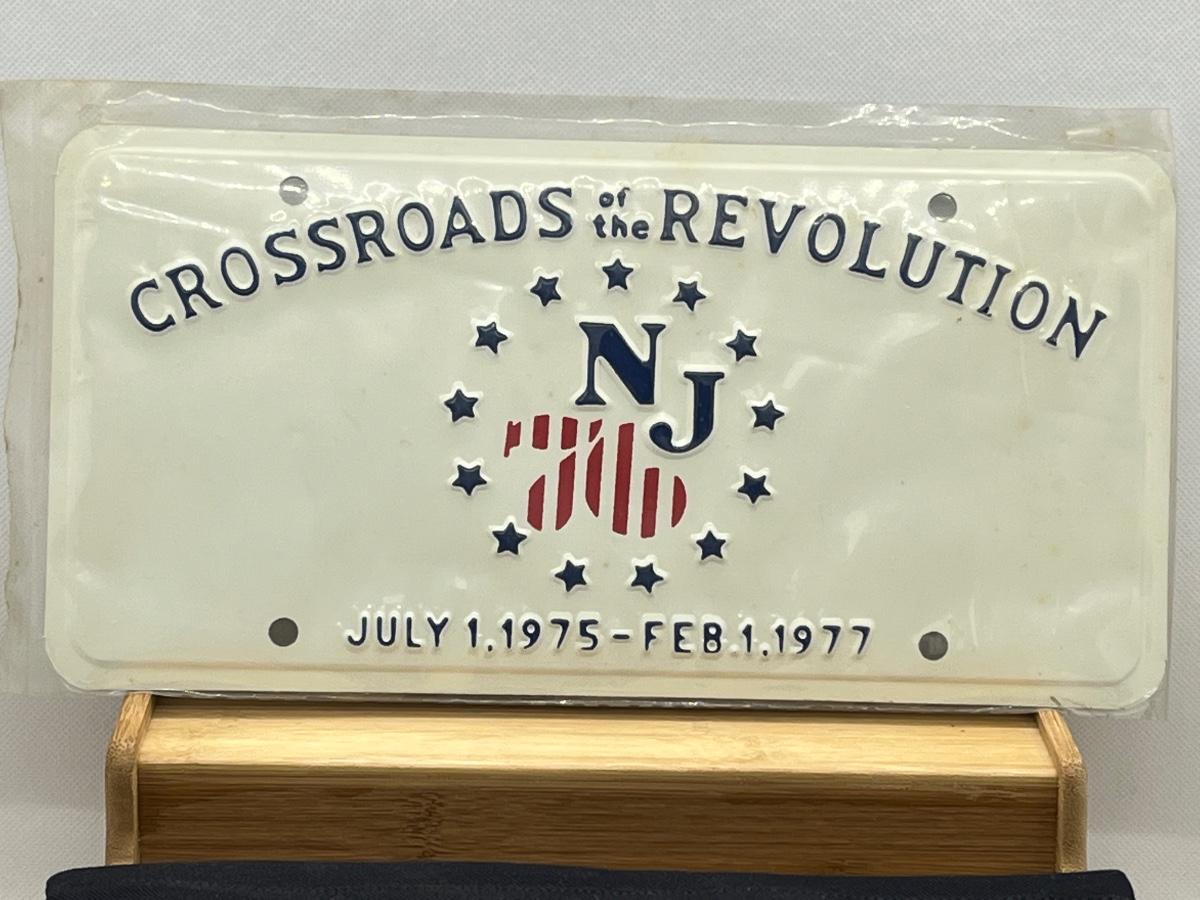 CROSSROADS of the REVOLUTION
NJ
76
JULY 1, 1975 - FEB. 1, 1977